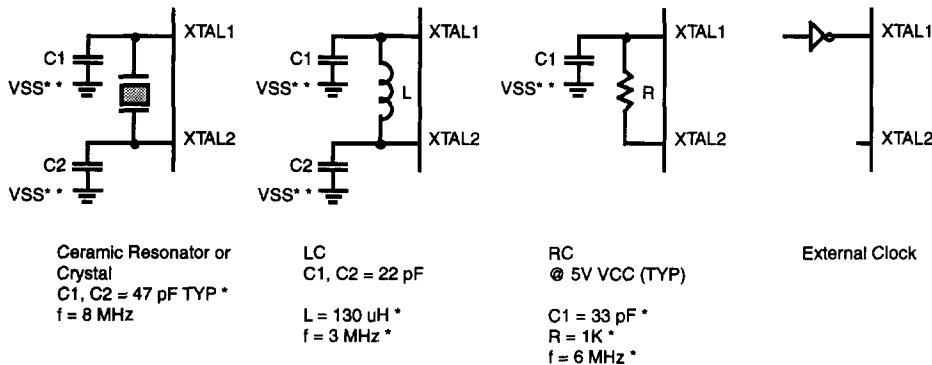 XTAL1
C1
VSS* *
XTAL2
C2
VSS* *
Ceramic Resonator or
Crystal
C1, C2 = 47 pF TYP *
f = 8 MHz
XTAL1
C1
VSS* *
L
XTAL2
C2
VSS* *
LC
C1, C2 = 22 pF
L = 130 uH *
f = 3 MHz *
XTAL1
C1
VSS* *
R
XTAL2
RC
@ 5V VCC (TYP)
C1 = 33 pF *
R = 1K *
f = 6 MHz *
XTAL1
XTAL2
External Clock